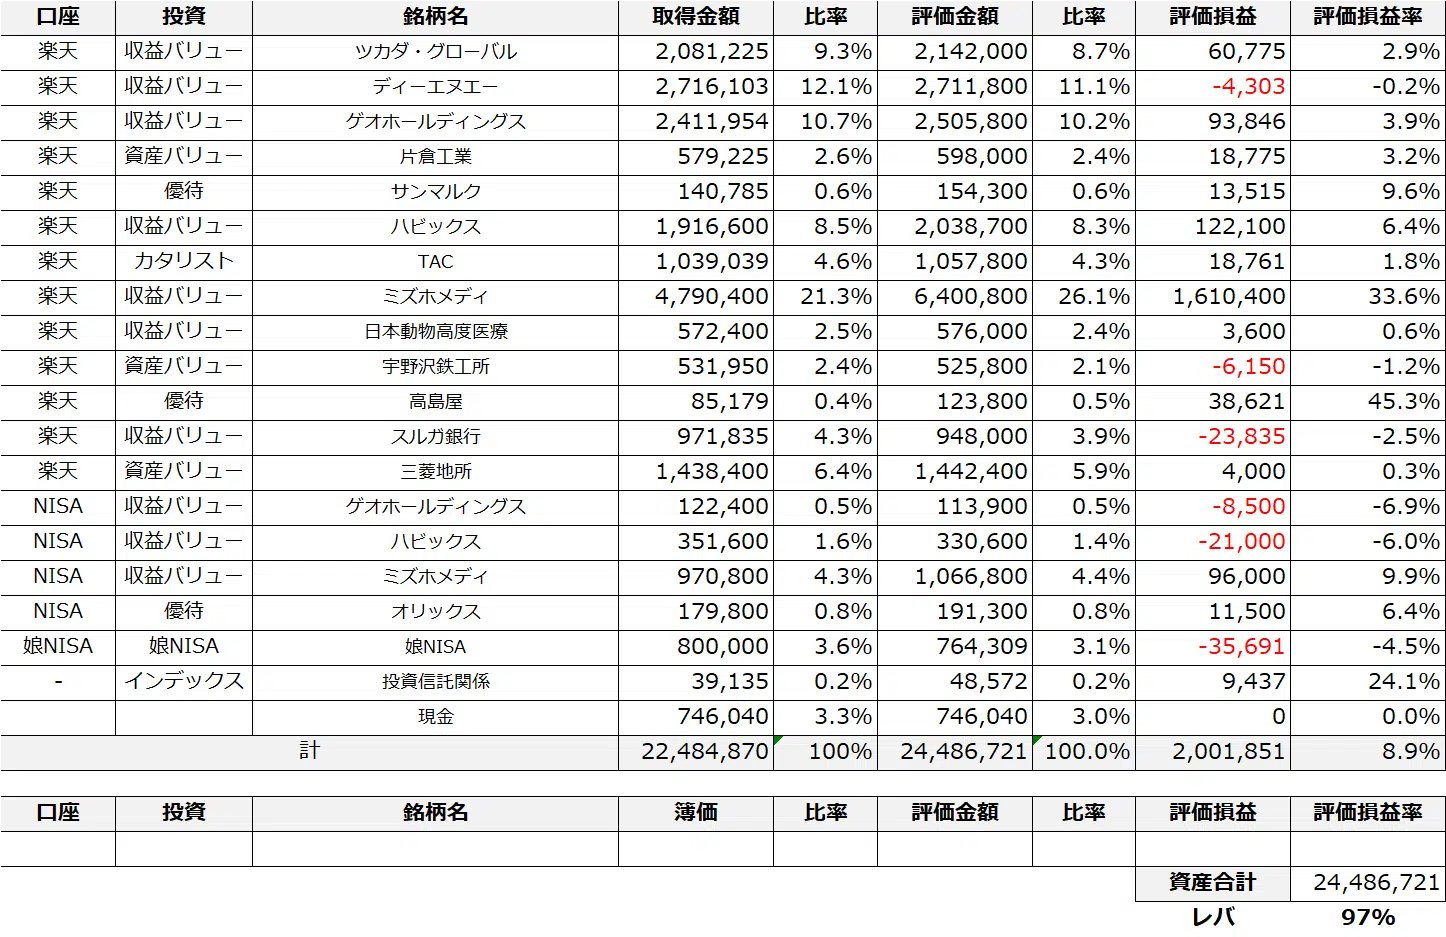 口座 投資 銘柄名 取得金額 比率 評価金額 比率 評価損益 評価損益率
楽天 収益バリュー ツカダ・グローバル 2,081,225 9.3% 2,142,000 8.7% 60,775 2.9%
楽天 収益バリュー ディーエヌエー 2,716,103 12.1% 2,711,800 11.1% -4,303 -0.2%
楽天 収益バリュー ゲオホールディングス 2,411,954 10.7% 2,505,800 10.2% 93,846 3.9%
楽天 資産バリュー 片倉工業 579,225 2.6% 598,000 2.4% 18,775 3.2%
楽天 優待 サンマルク 140,785 0.6% 154,300 0.6% 13,515 9.6%
楽天 収益バリュー ハビックス 1,916,600 8.5% 2,038,700 8.3% 122,100 6.4%
楽天 カタリスト TAC 1,039,039 4.6% 1,057,800 4.3% 18,761 1.8%
楽天 収益バリュー ミズホメディ 4,790,400 21.3% 6,400,800 26.1% 1,610,400 33.6%
楽天 収益バリュー 日本動物高度医療 572,400 2.5% 576,000 2.4% 3,600 0.6%
楽天 資産バリュー 宇野沢鉄工所 531,950 2.4% 525,800 2.1% -6,150 -1.2%
楽天 優待 高島屋 85,179 0.4% 123,800 0.5% 38,621 45.3%
楽天 収益バリュー スルガ銀行 971,835 4.3% 948,000 3.9% -23,835 -2.5%
楽天 資産バリュー 三菱地所 1,438,400 6.4% 1,442,400 5.9% 4,000 0.3%
NISA 収益バリュー ゲオホールディングス 122,400 0.5% 113,900 0.5% -8,500 -6.9%
NISA 収益バリュー ハビックス 351,600 1.6% 330,600 1.4% -21,000 -6.0%
NISA 収益バリュー ミズホメディ 970,800 4.3% 1,066,800 4.4% 96,000 9.9%
NISA 優待 オリックス 179,800 0.8% 191,300 0.8% 11,500 6.4%
娘NISA 娘NISA 娘NISA 800,000 3.6% 764,309 3.1% -35,691 -4.5%
- インデックス 投資信託関係 39,135 0.2% 48,572 0.2% 9,437 24.1%
現金 746,040 3.3% 746,040 3.0% 0 0.0%
計 22,484,870 100% 24,486,721 100.0% 2,001,851 8.9%
口座 投資 銘柄名 簿価 比率 評価金額 比率 評価損益 評価損益率
資産合計 24,486,721
レバ 97%